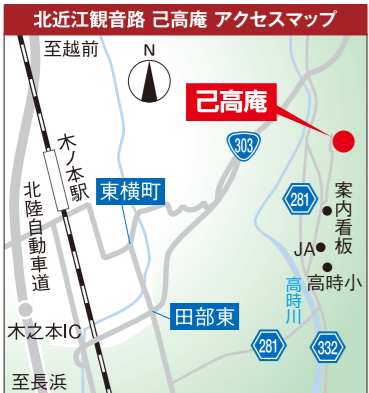 北近江観音路 己高庵 アクセスマップ
至越前
N
己高庵
303
木ノ本駅
東横町
281
案内看板
北陸自動車道
JA
高時小
高時川
木之本IC
田部東
281
332
至長浜